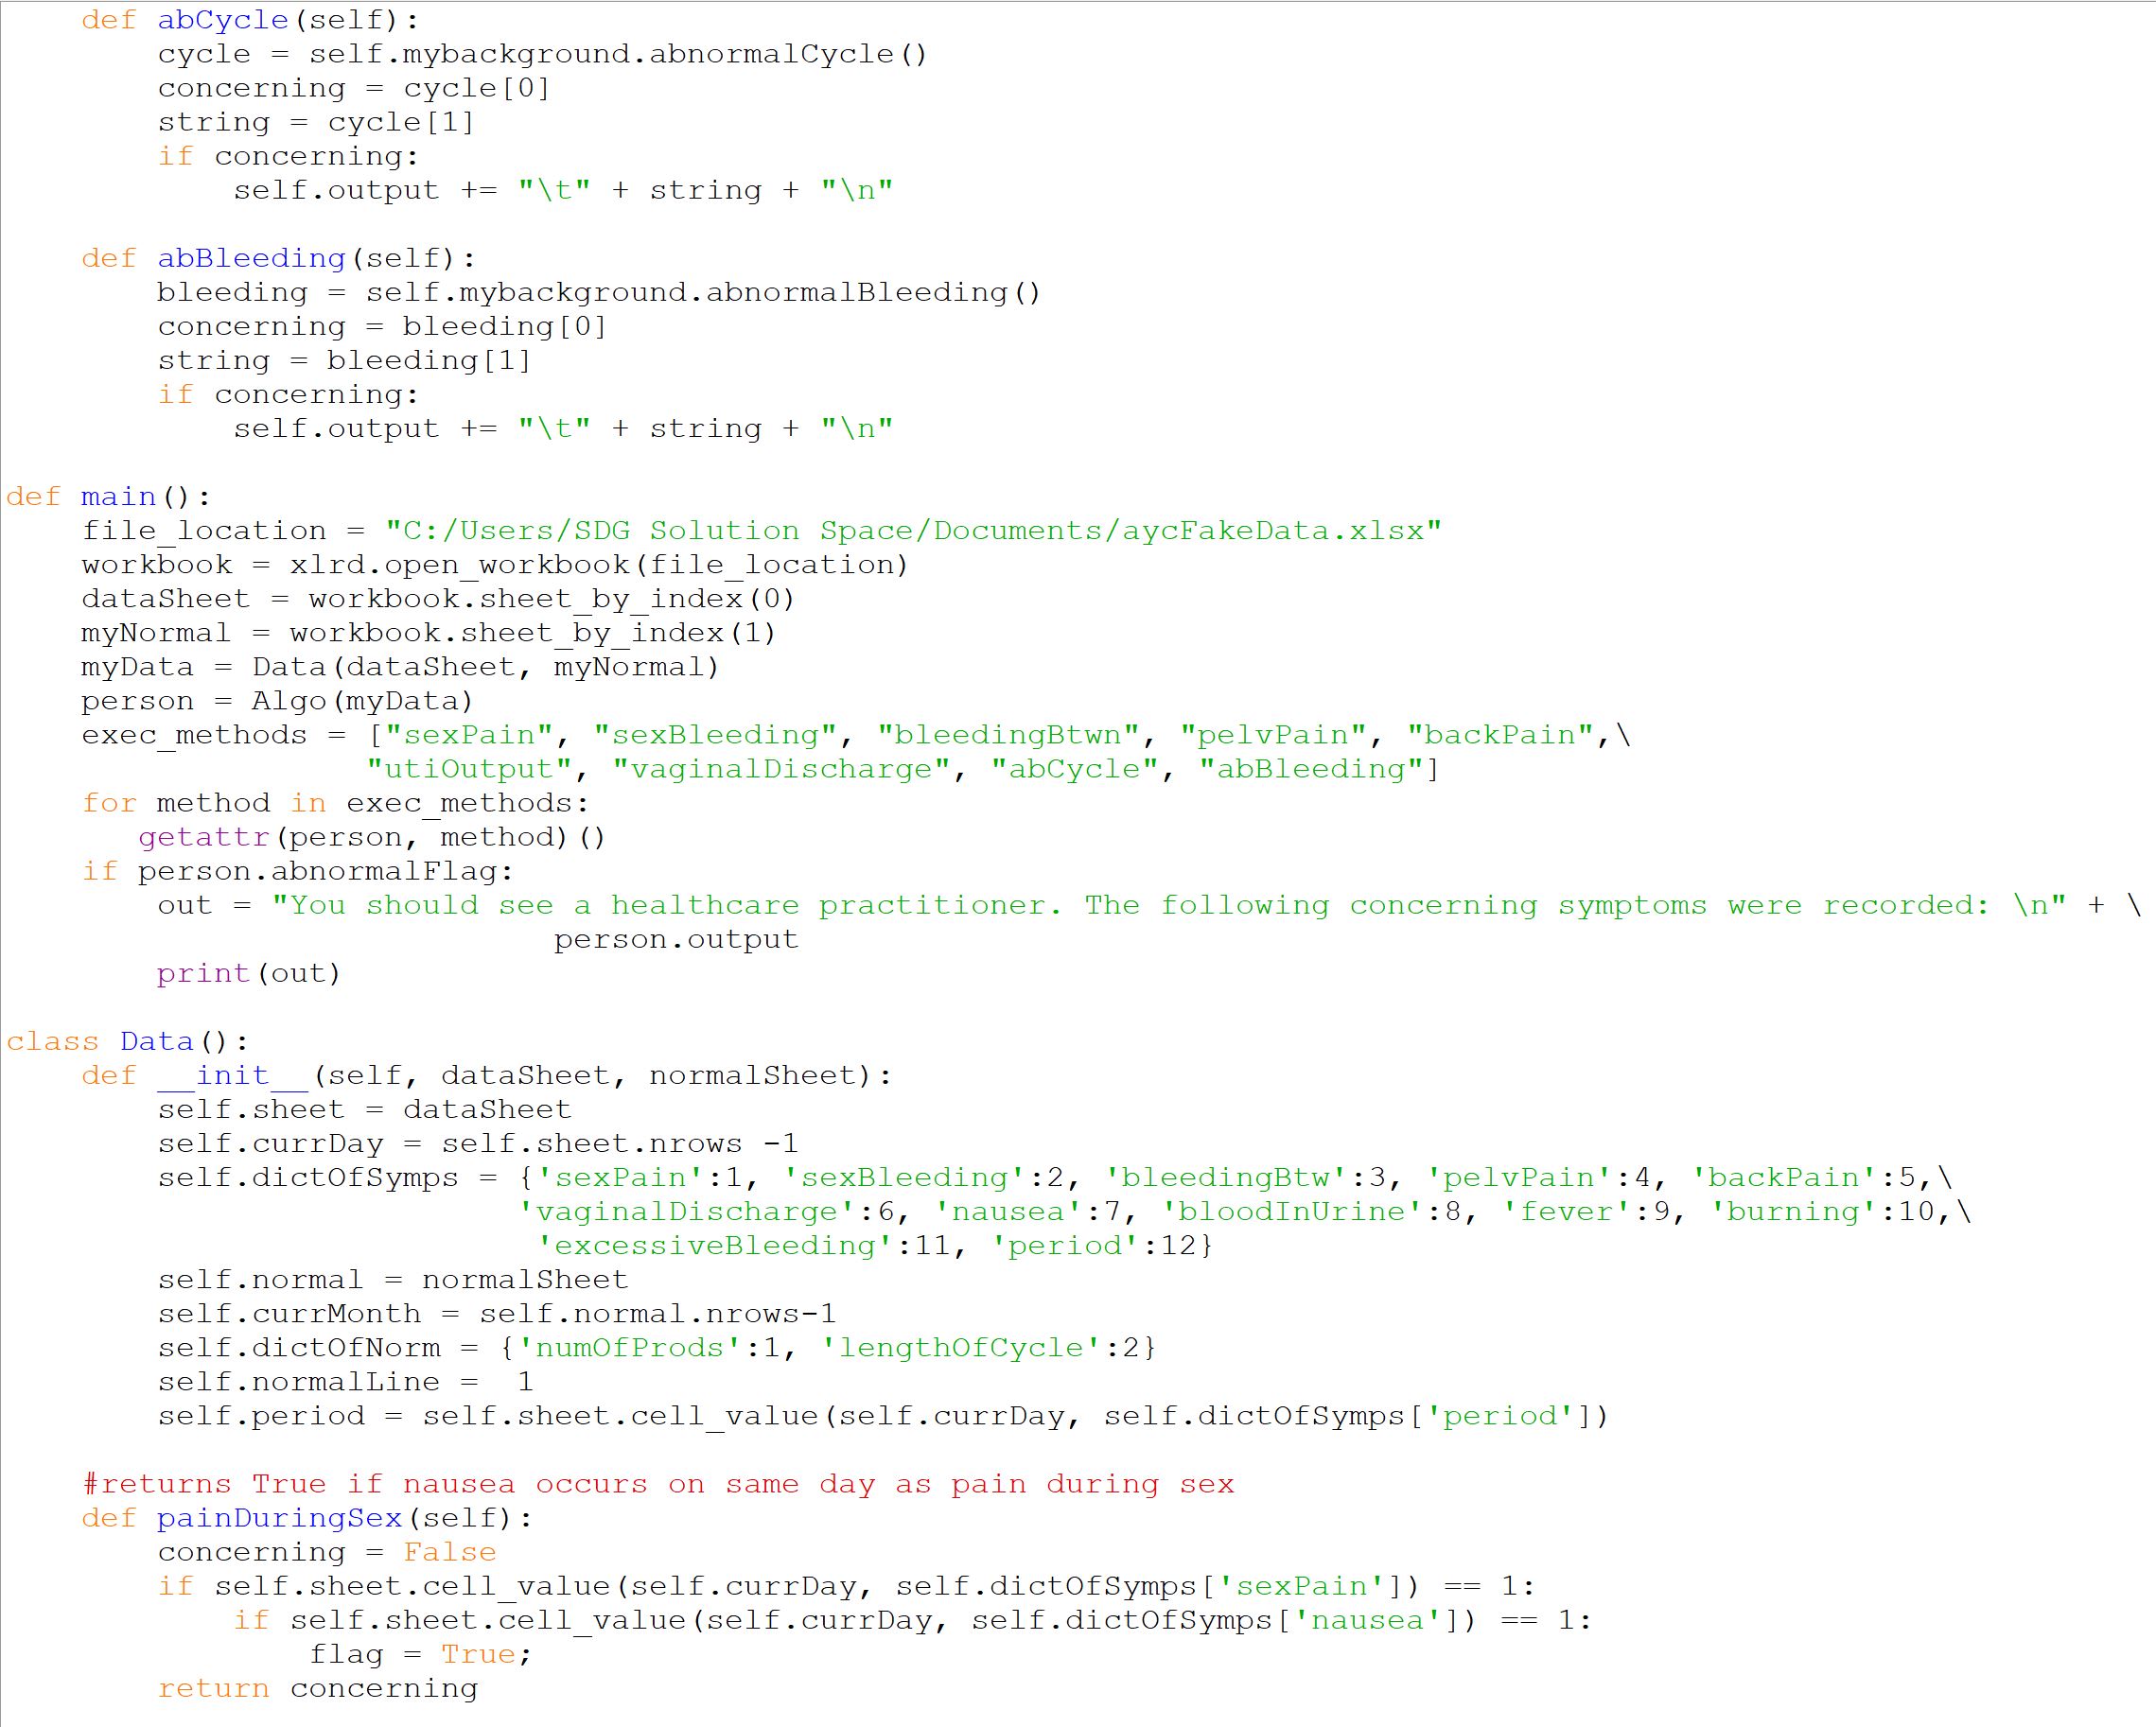 def abCycle(self):
cycle = self.mybackground.abnormalCycle()
concerning = cycle[0]
string = cycle[1]
if concerning:
self.output += "\t" + string + "\n"
def abBleeding(self):
bleeding = self.mybackground.abnormalBleeding()
concerning = bleeding[0]
string = bleeding[1]
if concerning:
self.output += "\t" + string + "\n"
def main():
file_location = "C:/Users/SDG Solution Space/Documents/aycFakeData.xlsx"
workbook = xlrd.open_workbook(file_location)
dataSheet = workbook.sheet_by_index(0)
myNormal = workbook.sheet_by_index(1)
myData = Data(dataSheet, myNormal)
person = Algo(myData)
exec_methods = ["sexPain", "sexBleeding", "bleedingBtwn", "pelvPain", "backPain",\
"utiOutput", "vaginalDischarge", "abCycle", "abBleeding"]
for method in exec_methods:
getattr(person, method)()
if person.abnormalFlag:
out = "You should see a healthcare practitioner. The following concerning symptoms were recorded: \n" + \
person.output
print(out)
class Data():
def __init__(self, dataSheet, normalSheet):
self.sheet = dataSheet
self.currDay = self.sheet.nrows -1
self.dictOfSymps = {'sexPain':1, 'sexBleeding':2, 'bleedingBtw':3, 'pelvPain':4, 'backPain':5,\
'vaginalDischarge':6, 'nausea':7, 'bloodInUrine':8, 'fever':9, 'burning':10,\
'excessiveBleeding':11, 'period':12}
self.normal = normalSheet
self.currMonth = self.normal.nrows-1
self.dictOfNorm = {'numOfProds':1, 'lengthOfCycle':2}
self.normalLine =  1
self.period = self.sheet.cell_value(self.currDay, self.dictOfSymps['period'])
#returns True if nausea occurs on same day as pain during sex
def painDuringSex(self):
concerning = False
if self.sheet.cell_value(self.currDay, self.dictOfSymps['sexPain']) == 1:
if self.sheet.cell_value(self.currDay, self.dictOfSymps['nausea']) == 1:
flag = True;
return concerning